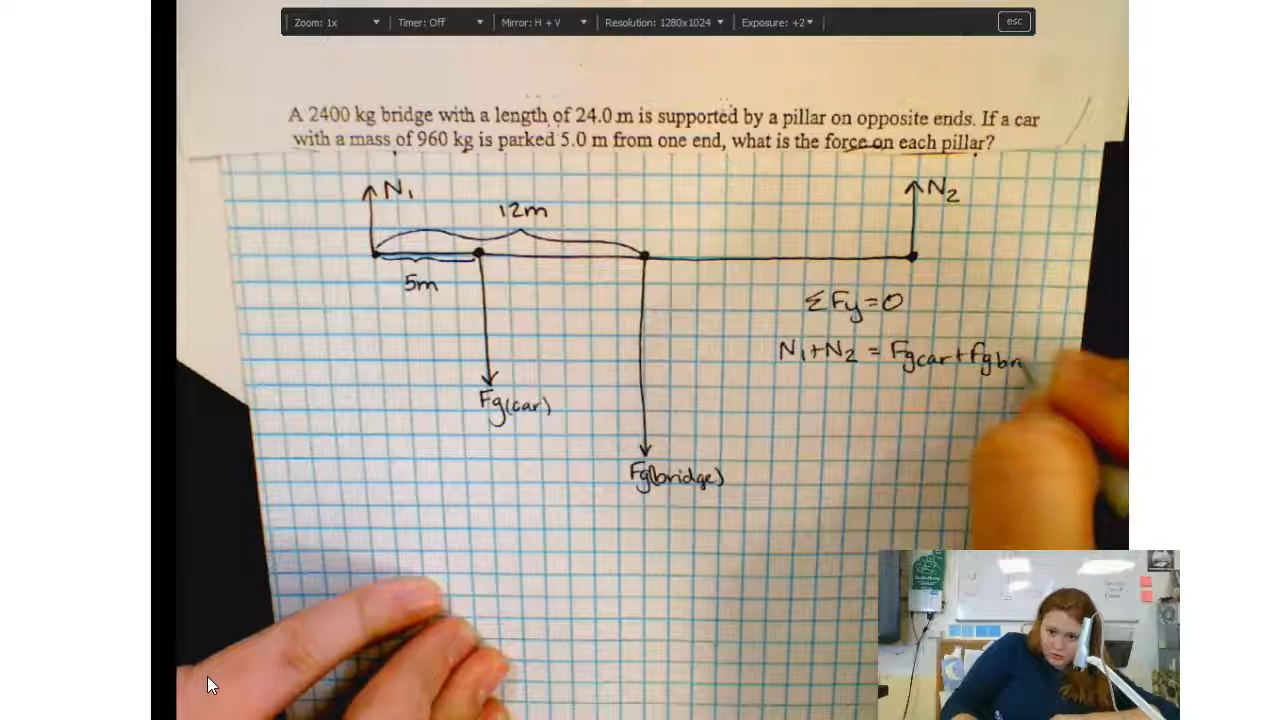 Zoom: 1x Timer: Off Mirror: H + V Resolution: 1280x1024 Exposure: +2 esc
A 2400 kg bridge with a length of 24.0 m is supported by a pillar on opposite ends. If a car
with a mass of 960 kg is parked 5.0 m from one end, what is the force on each pillar?
N1 N2
12m
5m
ΣFy=0
N1+N2 = Fgcar+Fgbri
Fg(car)
Fg(bridge)